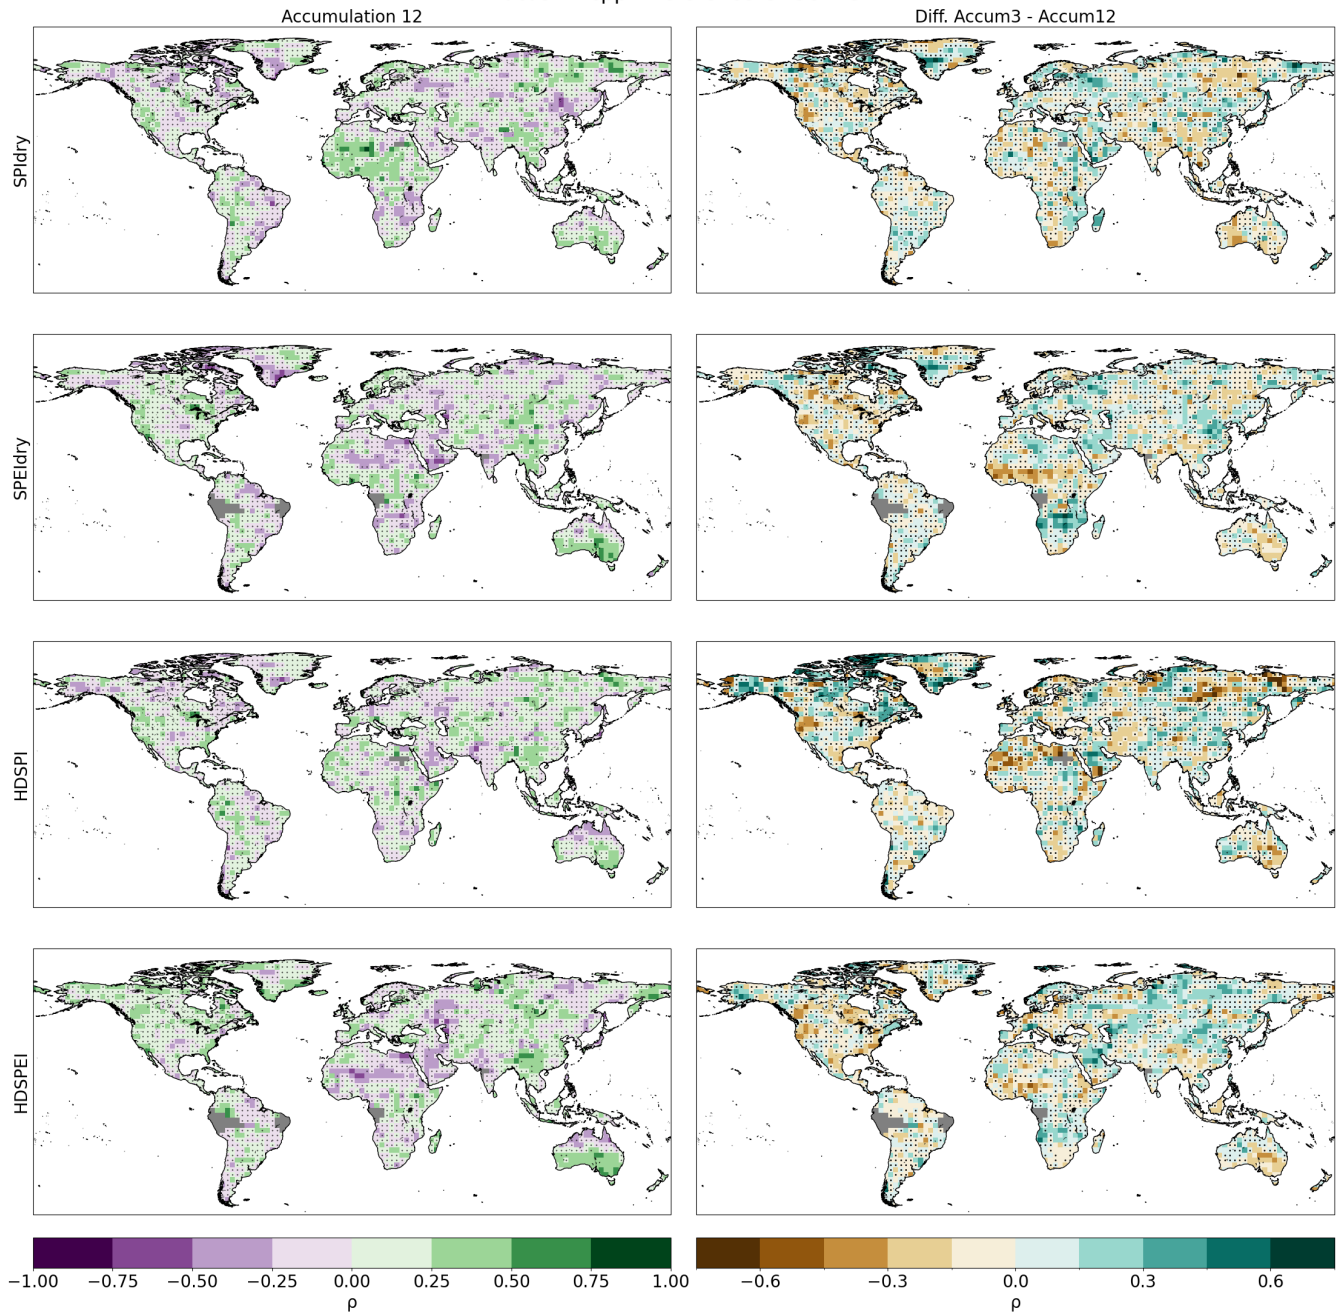 Accumulation 12
Diff. Accum3 - Accum12
SPIdry
SPEIdry
HDSPI
HDSPEI
−1.00 −0.75 −0.50 −0.25 0.00 0.25 0.50 0.75 1.00
ρ
−0.6 −0.3 0.0 0.3 0.6
ρ